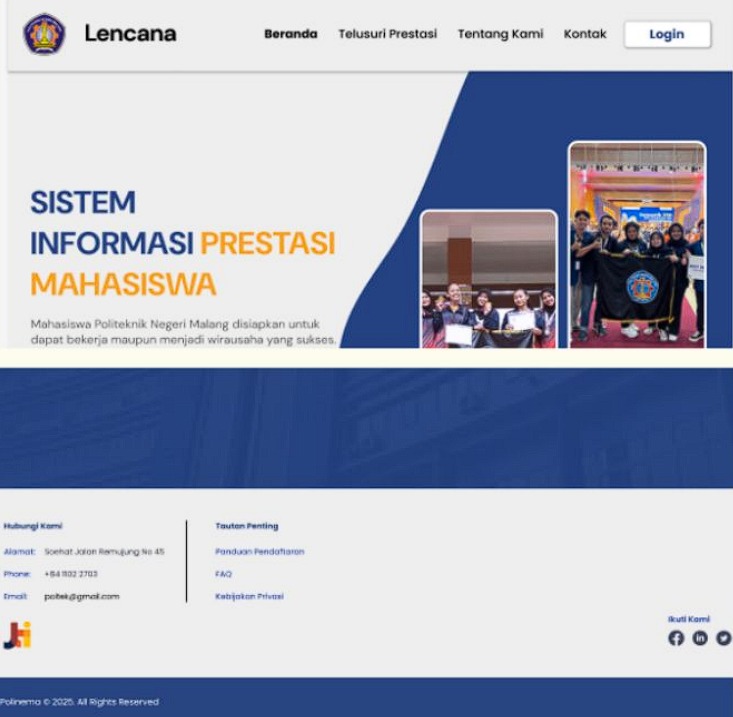 Lencana
Beranda Telusuri Prestasi Tentang Kami Kontak Login
SISTEM
INFORMASI PRESTASI
MAHASISWA
Mahasiswa Politeknik Negeri Malang disiapkan untuk
dapat bekerja maupun menjadi wirausaha yang sukses.
Hubungi Kami
Alamat: Soehat Jalan Remujung No 45
Phone: +84 1102 2703
Email: poltek@gmail.com
Tautan Penting
Panduan Pendaftaran
FAQ
Kebijakan Privasi
Ikuti Kami
Polinema © 2025. All Rights Reserved